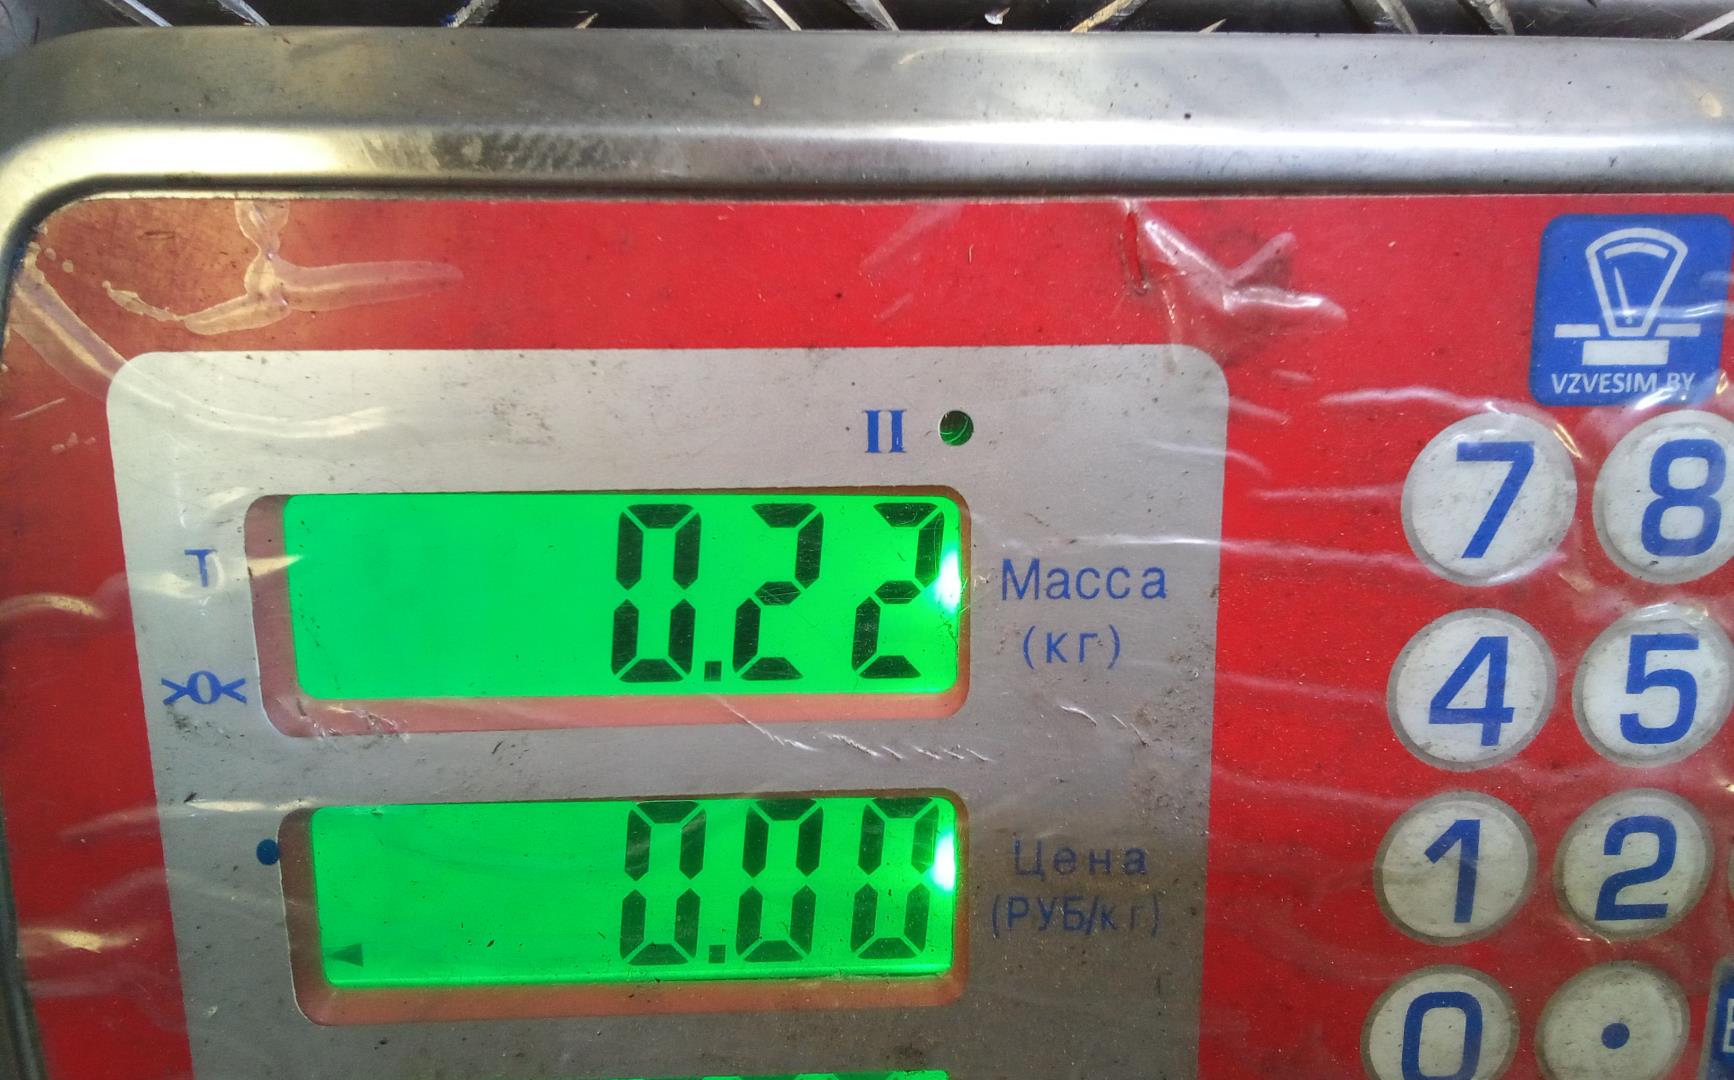 VZVESIM.BY
II
7 8
T
0.22
Масса
(кг)
>0<
4 5
0.00
Цена
(РУБ/кг)
1 2
0 .